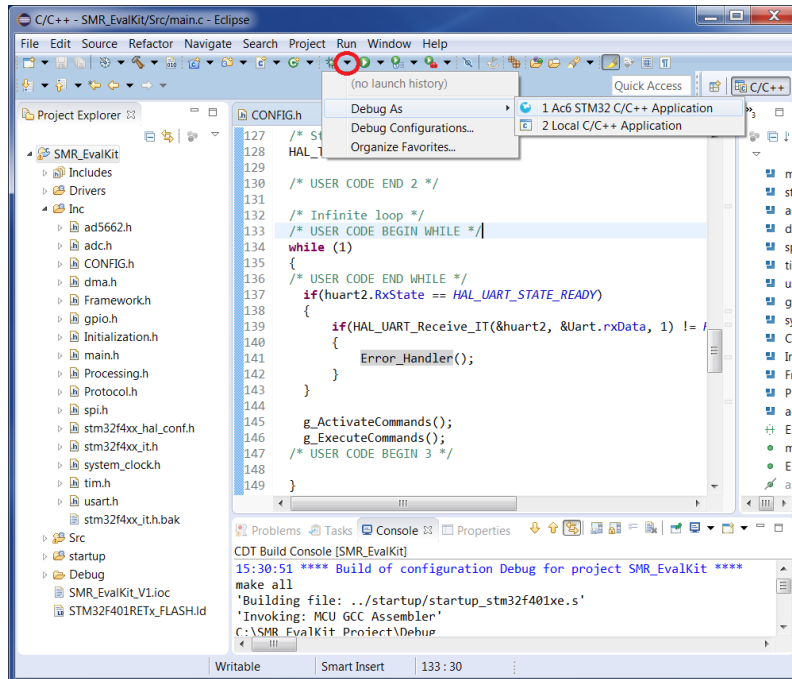 C/C++ - SMR_EvalKit/Src/main.c - Eclipse
File Edit Source Refactor Navigate Search Project Run Window Help
(no launch history)
Debug As
Debug Configurations...
Organize Favorites...
1 Ac6 STM32 C/C++ Application
2 Local C/C++ Application
Quick Access
C/C++
Project Explorer
SMR_EvalKit
Includes
Drivers
Inc
ad5662.h
adc.h
CONFIG.h
dma.h
Framework.h
gpio.h
Initialization.h
main.h
Processing.h
Protocol.h
spi.h
stm32f4xx_hal_conf.h
stm32f4xx_it.h
system_clock.h
tim.h
usart.h
stm32f4xx_it.h.bak
Src
startup
Debug
SMR_EvalKit_V1.ioc
STM32F401RETx_FLASH.ld
CONFIG.h
127 /* St
128 HAL_T
129
130 /* USER CODE END 2 */
131
132 /* Infinite loop */
133 /* USER CODE BEGIN WHILE */
134 while (1)
135 {
136 /* USER CODE END WHILE */
137 if(huart2.RxState == HAL_UART_STATE_READY)
138 {
139 if(HAL_UART_Receive_IT(&huart2, &Uart.rxData, 1) !=
140 {
141 Error_Handler();
142 }
143 }
144
145 g_ActivateCommands();
146 g_ExecuteCommands();
147 /* USER CODE BEGIN 3 */
148
149 }
Problems Tasks Console Properties
CDT Build Console [SMR_EvalKit]
15:30:51 **** Build of configuration Debug for project SMR_EvalKit ****
make all
'Building file: ../startup/startup_stm32f401xe.s'
'Invoking: MCU GCC Assembler'
C:\SMR_EvalKit_Project\Debug
Writable Smart Insert 133 : 30